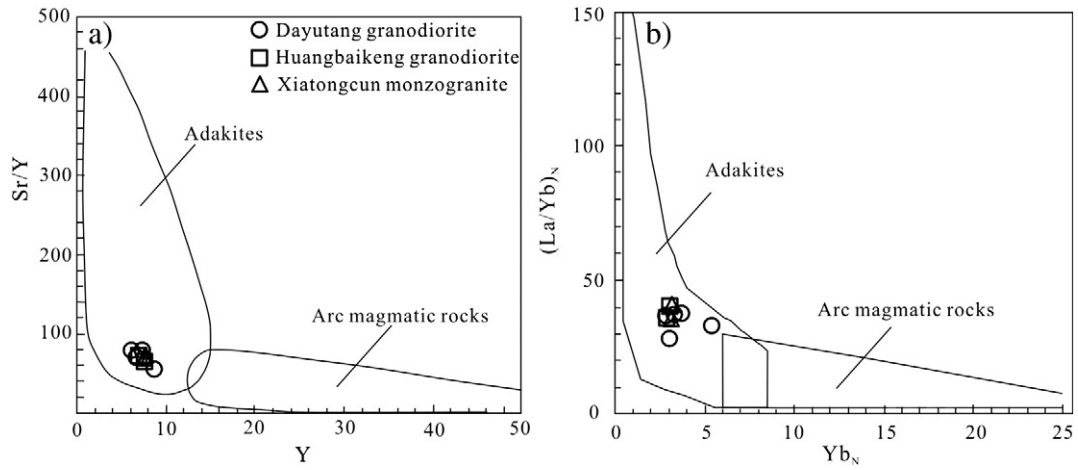 500
a)
Dayutang granodiorite
Huangbaikeng granodiorite
Xiatongcun monzogranite
400
Adakites
300
Sr/Y
200
Arc magmatic rocks
100
0 10 20 30 40 50
Y
150
b)
100
Adakites
(La/Yb)N
50
Arc magmatic rocks
0
0 5 10 15 20 25
YbN